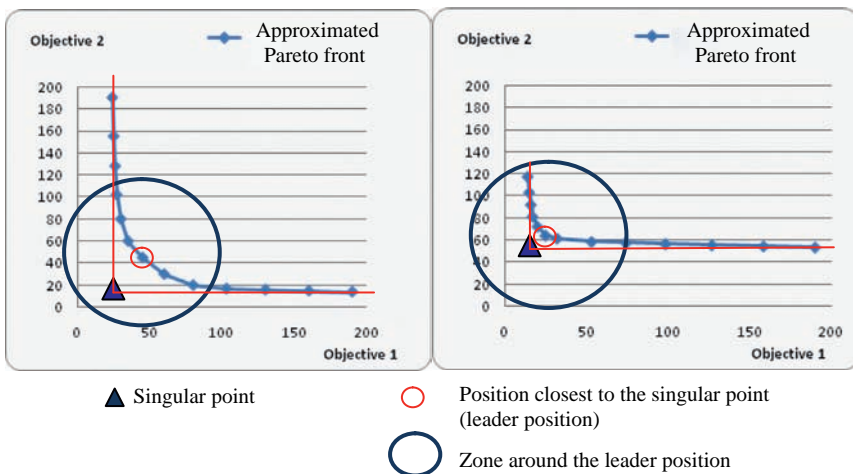 Objective 2
Approximated
Pareto front
200
180
160
140
120
100
80
60
40
20
0
0 50 100 150 200
Objective 1
Objective 2
Approximated
Pareto front
200
180
160
140
120
100
80
60
40
20
0
0 50 100 150 200
Objective 1
Singular point
Position closest to the singular point
(leader position)
Zone around the leader position